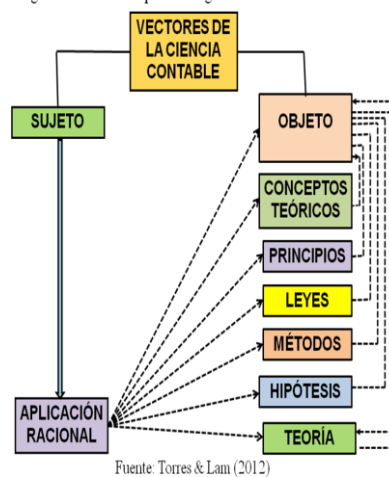 VECTORES
DE LA CIENCIA
CONTABLE
SUJETO
OBJETO
CONCEPTOS
TEÓRICOS
PRINCIPIOS
LEYES
MÉTODOS
HIPÓTESIS
APLICACIÓN
RACIONAL
TEORÍA
Fuente: Torres & Lam (2012)